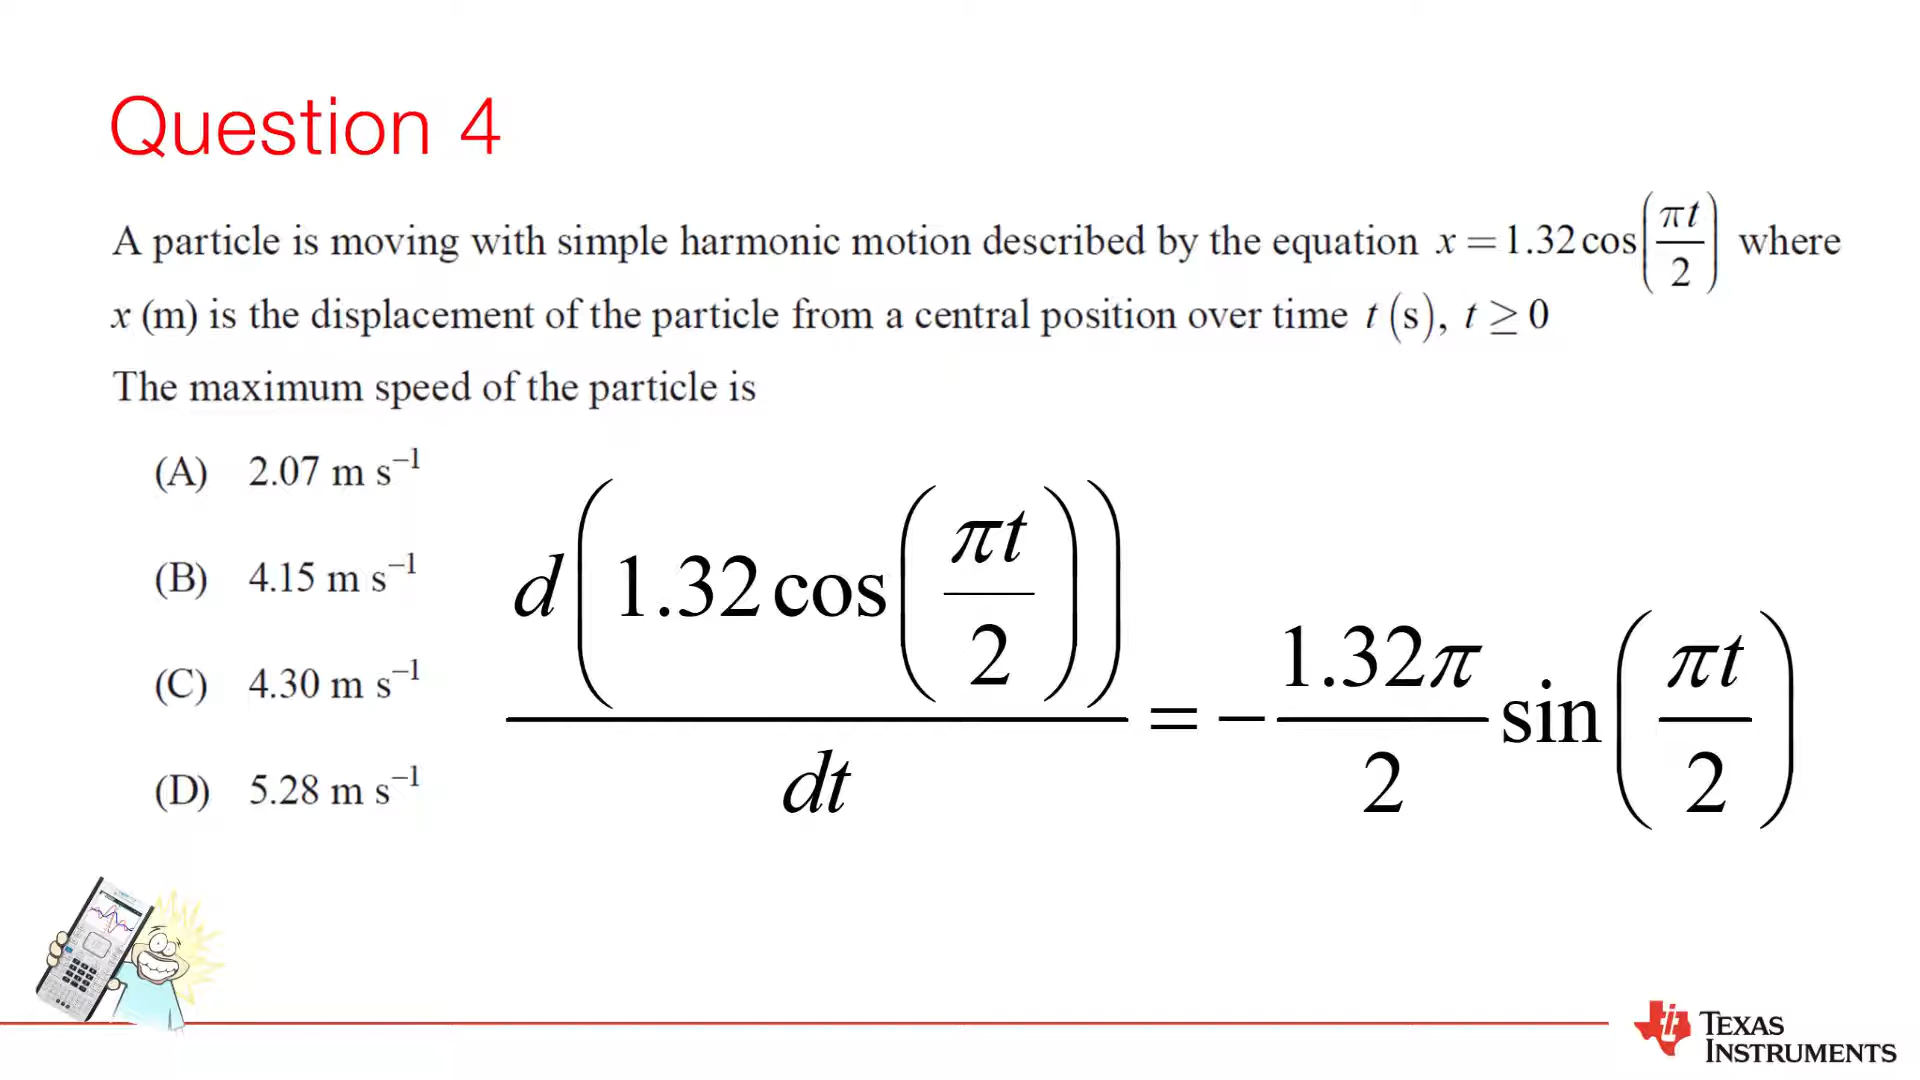 Question 4
A particle is moving with simple harmonic motion described by the equation x = 1.32 cos(πt/2) where
x (m) is the displacement of the particle from a central position over time t (s), t ≥ 0
The maximum speed of the particle is
(A) 2.07 m s⁻¹
(B) 4.15 m s⁻¹
(C) 4.30 m s⁻¹
(D) 5.28 m s⁻¹
d(1.32 cos(πt/2))/dt = −(1.32π/2) sin(πt/2)
TEXAS
INSTRUMENTS